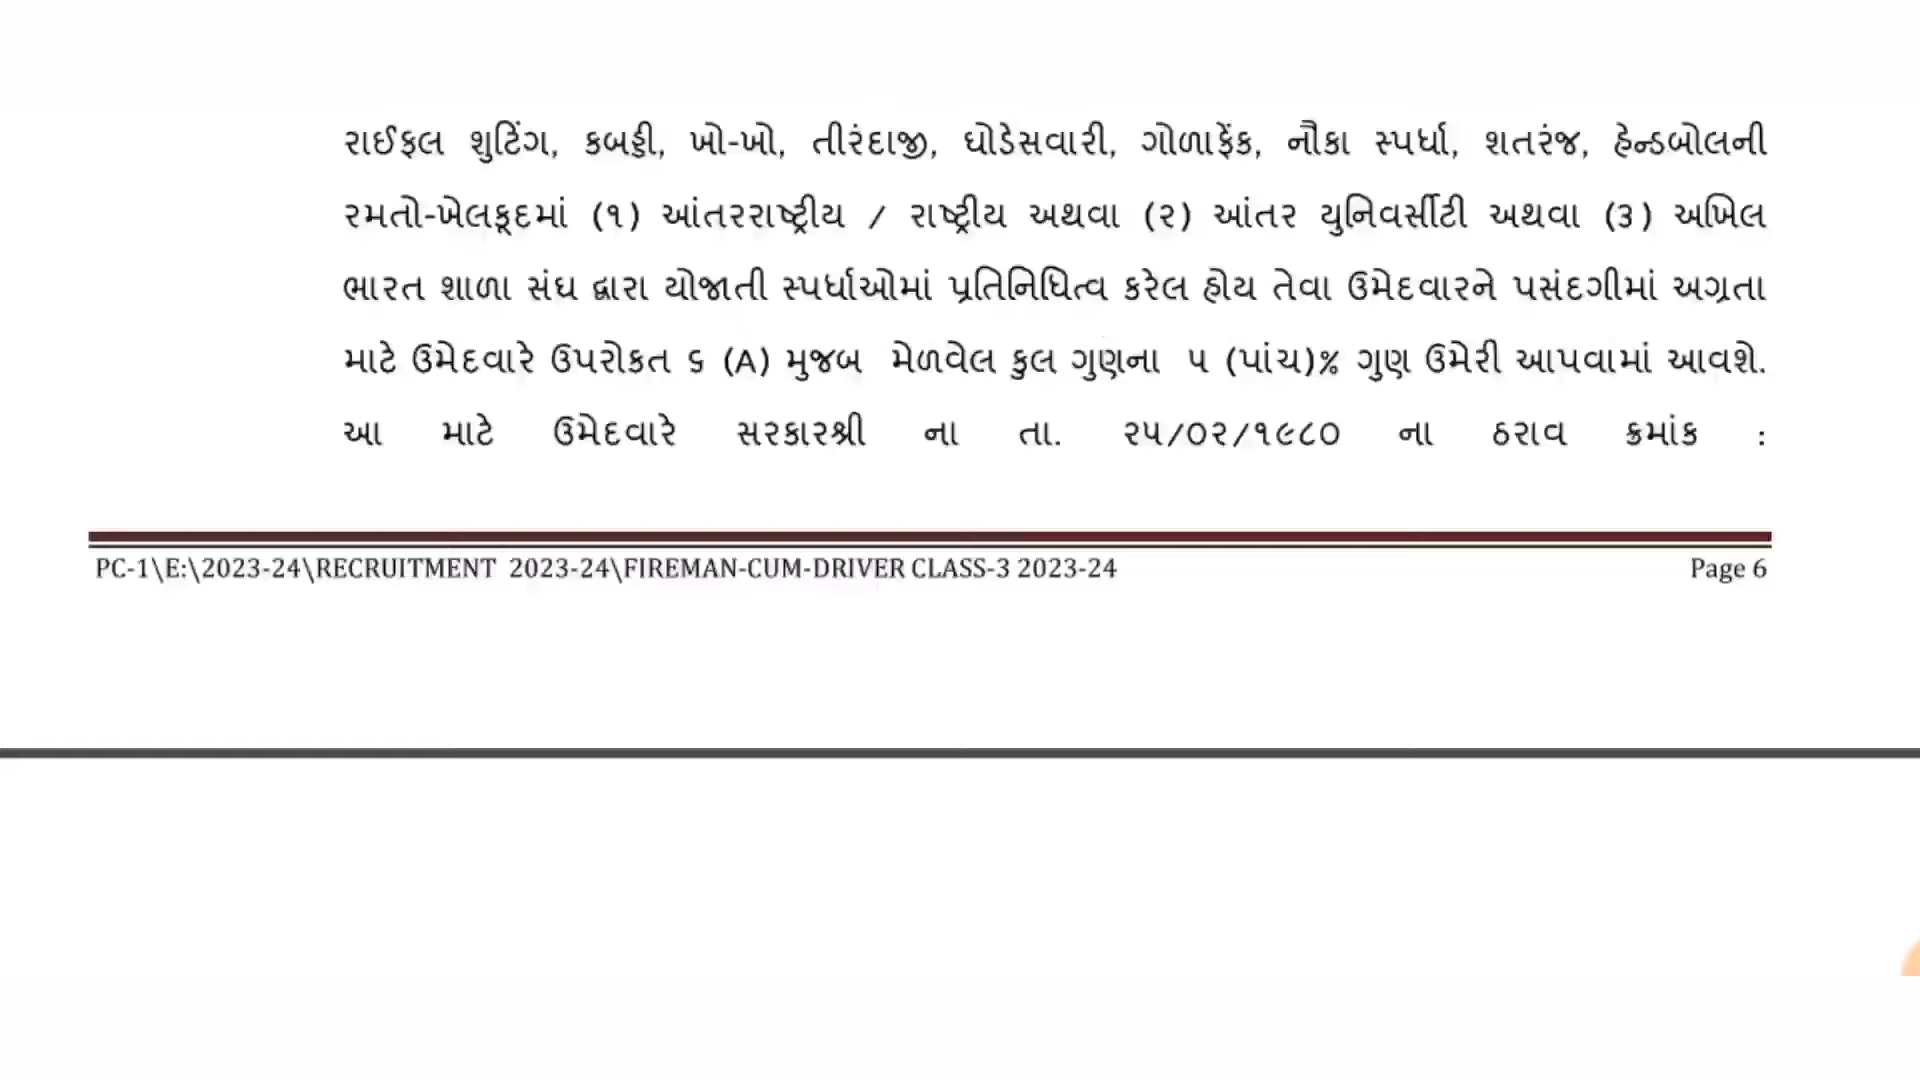 રાઈફલ શુટિંગ, કબડ્ડી, ખો-ખો, તીરંદાજી, ઘોડેસવારી, ગોળાફેંક, નૌકા સ્પર્ધા, શતરંજ, હેન્ડબોલની
રમતો-ખેલકૂદમાં (૧) આંતરરાષ્ટ્રીય / રાષ્ટ્રીય અથવા (૨) આંતર યુનિવર્સીટી અથવા (૩) અખિલ
ભારત શાળા સંઘ દ્વારા યોજાતી સ્પર્ધાઓમાં પ્રતિનિધિત્વ કરેલ હોય તેવા ઉમેદવારને પસંદગીમાં અગ્રતા
માટે ઉમેદવારે ઉપરોકત ૬ (A) મુજબ મેળવેલ કુલ ગુણના ૫ (પાંચ)% ગુણ ઉમેરી આપવામાં આવશે.
આ માટે ઉમેદવારે સરકારશ્રી ના તા. ૨૫/૦૨/૧૯૮૦ ના ઠરાવ ક્રમાંક :
PC-1\E:\2023-24\RECRUITMENT 2023-24\FIREMAN-CUM-DRIVER CLASS-3 2023-24 Page 6